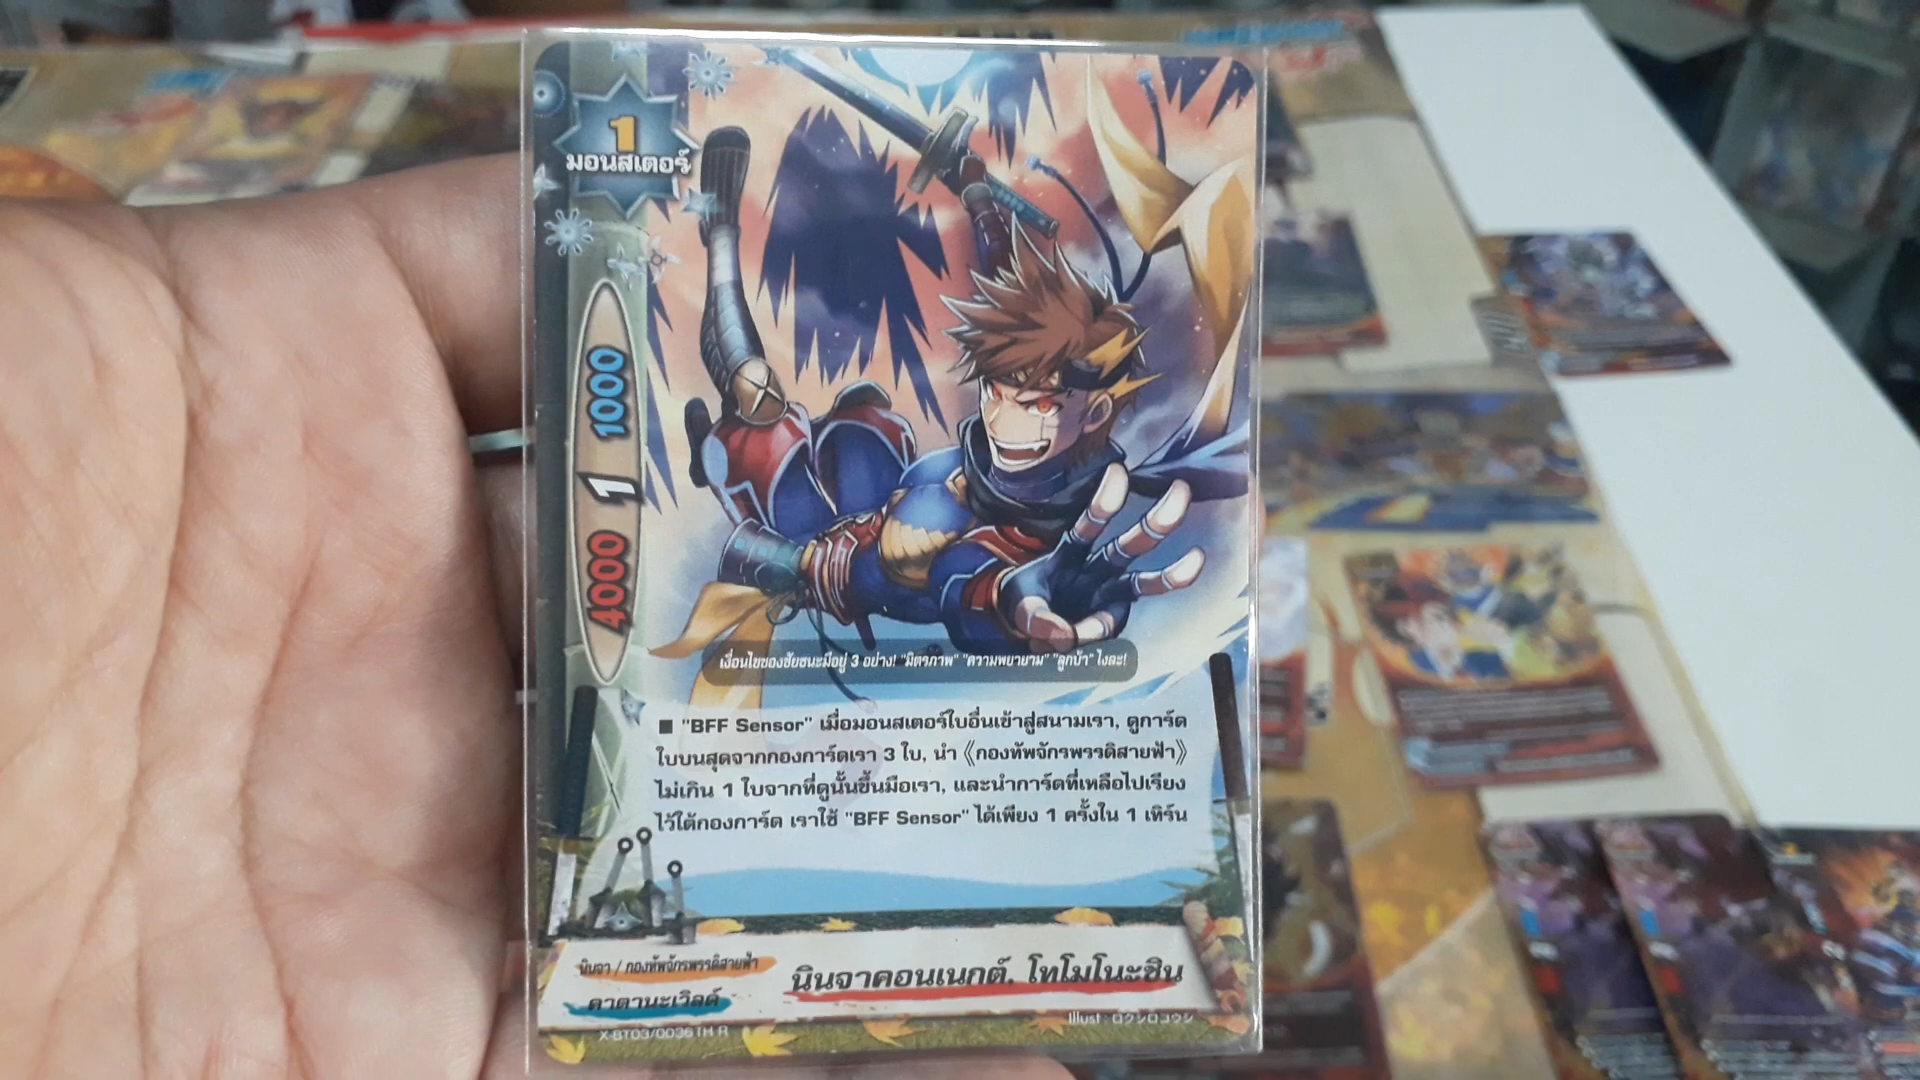 1
มอนสเตอร์
1000
1
4000
เงื่อนไขของชัยชนะมีอยู่ 3 อย่าง! "มิตรภาพ" "ความพยายาม" "ลูกบ้า" ไงละ!
■ "BFF Sensor" เมื่อมอนสเตอร์ใบอื่นเข้าสู่สนามเรา, ดูการ์ด
ใบบนสุดจากกองการ์ดเรา 3 ใบ, นำ《กองทัพจักรพรรดิสายฟ้า》
ไม่เกิน 1 ใบจากที่ดูนั้นขึ้นมือเรา, และนำการ์ดที่เหลือไปเรียง
ไว้ใต้กองการ์ด เราใช้ "BFF Sensor" ได้เพียง 1 ครั้งใน 1 เทิร์น
นินจา / กองทัพจักรพรรดิสายฟ้า
คาตานะเวิลด์
นินจาคอนเนกต์. โทโมโนะชิน
X-BT03/0036TH R
Illust :